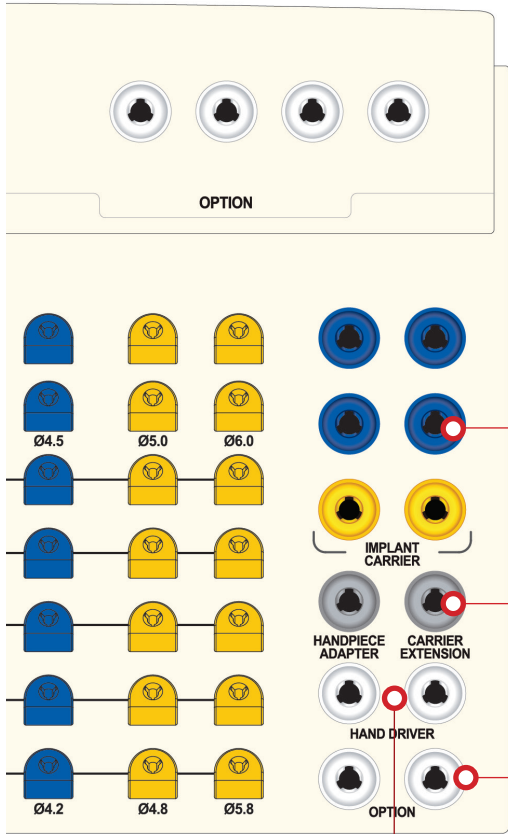 OPTION
Ø4.5
Ø5.0
Ø6.0
IMPLANT
CARRIER
HANDPIECE
ADAPTER
CARRIER
EXTENSION
HAND DRIVER
Ø4.2
Ø4.8
Ø5.8
OPTION